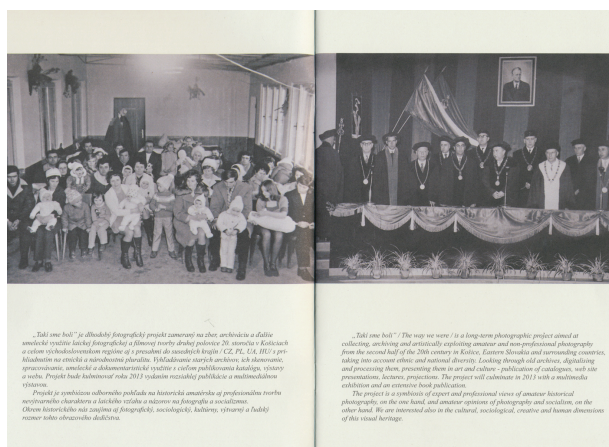 „Takí sme boli" je dlhodobý fotografický projekt zameraný na zber, archiváciu a ďalšie
umelecké využitie laickej fotografickej a filmovej tvorby druhej polovice 20. storočia v Košiciach
a celom východoslovenskom regióne aj s presahmi do susedných krajín / CZ, PL, UA, HU/ s pri-
hliadnutím na etnickú a národnostnú pluralitu. Vyhľadávanie starých archívov, ich skenovanie,
spracovávanie, umelecké a dokumentaristické využitie s cieľom publikovania katalógu, výstavy
a webu. Projekt bude kulminovať roku 2013 vydaním rozsiahlej publikácie a multimediálnou
výstavou.
Projekt je symbiózou odborného pohľadu na historickú amatérsku aj profesionálnu tvorbu
nevýtvarného charakteru a laického vzťahu a názorov na fotografiu a socializmus.
Okrem historického nás zaujíma aj fotografický, sociologický, kultúrny, výtvarný a ľudský
rozmer tohto obrazového dedičstva.
„Takí sme boli" / The way we were / is a long-term photographic project aimed at
collecting, archiving and artistically exploiting amateur and non-professional photography
from the second half of the 20th century in Košice, Eastern Slovakia and surrounding countries,
taking into account ethnic and national diversity. Looking through old archives, digitalising
and processing them, presenting them in art and culture - publication of catalogues, web site
presentations, lectures, projections. The project will culminate in 2013 with a multimedia
exhibition and an extensive book publication.
The project is a symbiosis of expert and professional views of amateur historical
photography, on the one hand, and amateur opinions of photography and socialism, on the
other hand. We are interested also in the cultural, sociological, creative and human dimensions
of this visual heritage.